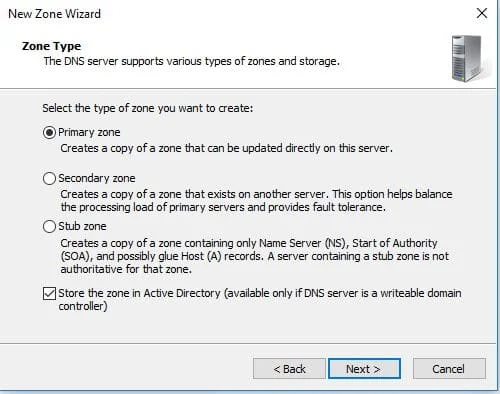 New Zone Wizard
Zone Type
The DNS server supports various types of zones and storage.
Select the type of zone you want to create:
Primary zone
Creates a copy of a zone that can be updated directly on this server.
Secondary zone
Creates a copy of a zone that exists on another server. This option helps balance
the processing load of primary servers and provides fault tolerance.
Stub zone
Creates a copy of a zone containing only Name Server (NS), Start of Authority
(SOA), and possibly glue Host (A) records. A server containing a stub zone is not
authoritative for that zone.
Store the zone in Active Directory (available only if DNS server is a writeable domain
controller)
< Back
Next >
Cancel